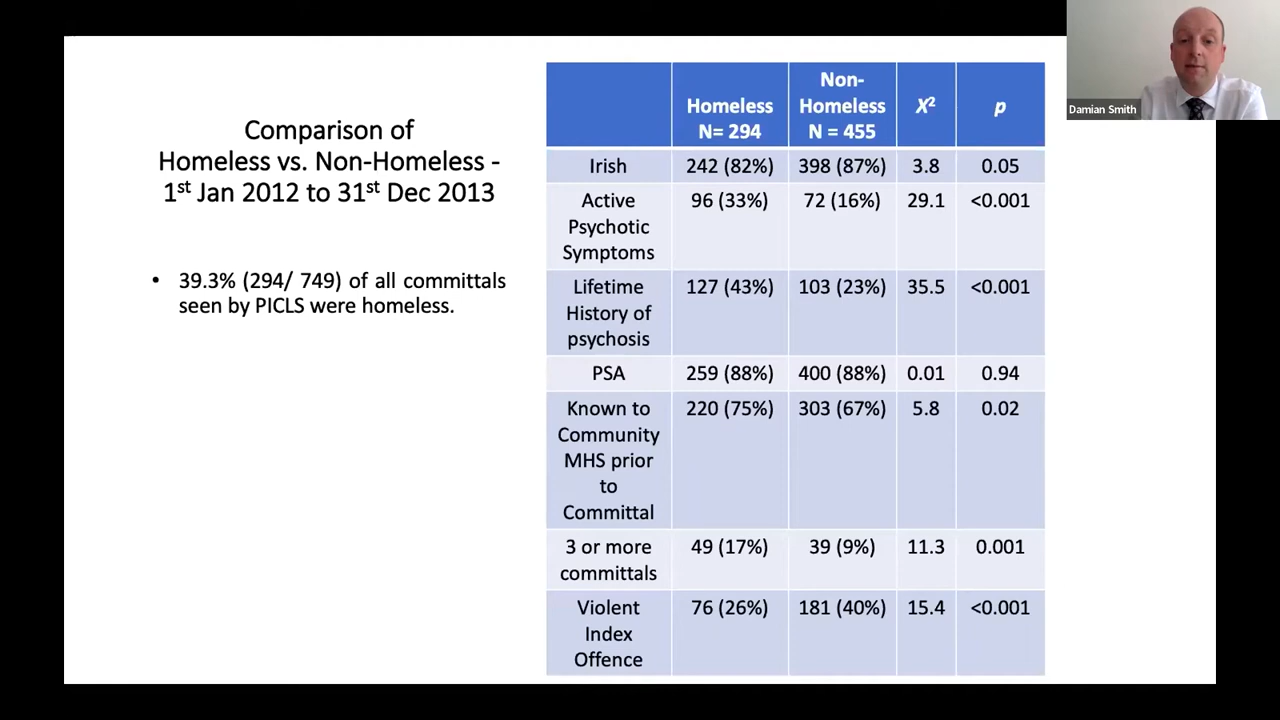 Comparison of
Homeless vs. Non-Homeless -
1st Jan 2012 to 31st Dec 2013
• 39.3% (294/ 749) of all committals
seen by PICLS were homeless.
Homeless
N= 294
Non-
Homeless
N = 455
X²
p
Irish
242 (82%)
398 (87%)
3.8
0.05
Active
Psychotic
Symptoms
96 (33%)
72 (16%)
29.1
<0.001
Lifetime
History of
psychosis
127 (43%)
103 (23%)
35.5
<0.001
PSA
259 (88%)
400 (88%)
0.01
0.94
Known to
Community
MHS prior
to
Committal
220 (75%)
303 (67%)
5.8
0.02
3 or more
committals
49 (17%)
39 (9%)
11.3
0.001
Violent
Index
Offence
76 (26%)
181 (40%)
15.4
<0.001
Damian Smith